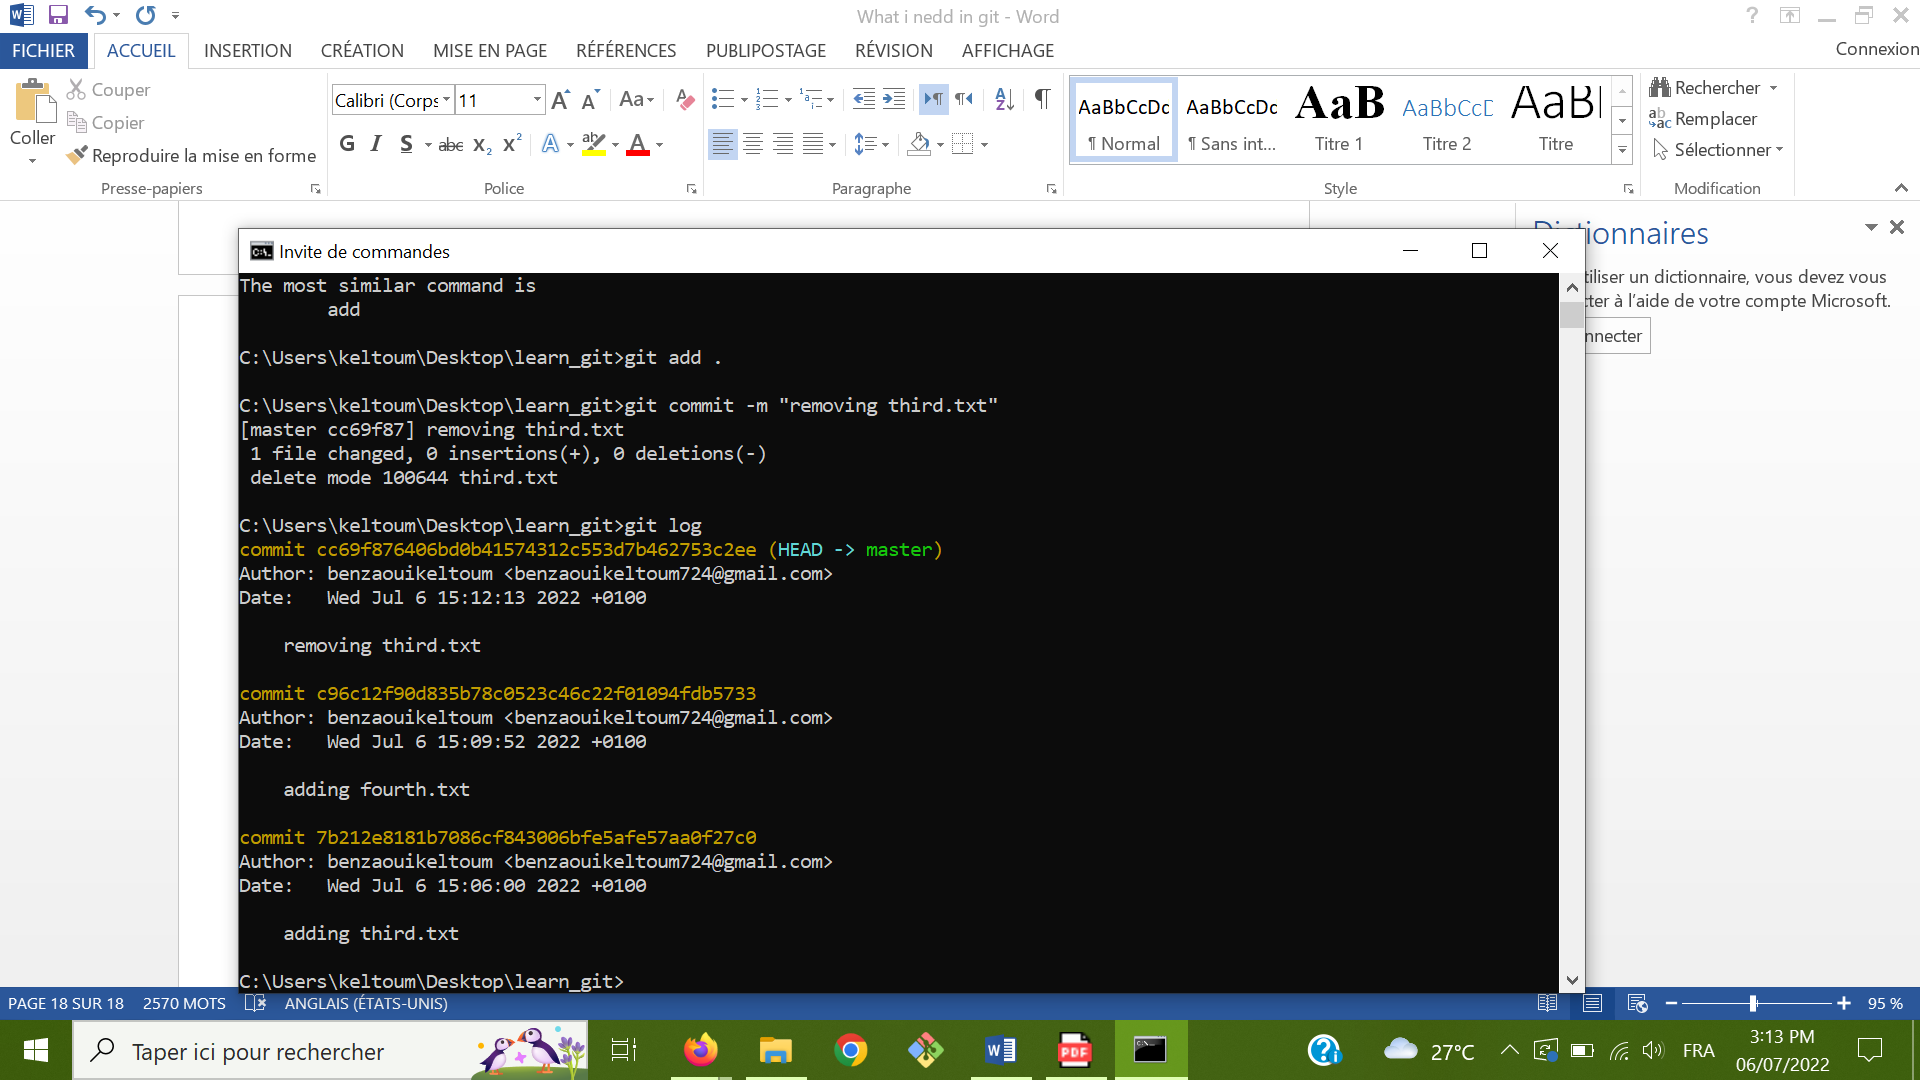 What i nedd in git - Word
FICHIER ACCUEIL INSERTION CRÉATION MISE EN PAGE RÉFÉRENCES PUBLIPOSTAGE RÉVISION AFFICHAGE Connexion
Coller
Couper
Copier
Reproduire la mise en forme
Presse-papiers
Calibri (Corps 11
G I S abc X₂ X²
Police
Paragraphe
AaBbCcDc AaBbCcDc AaB AaBbCcD AaB
¶ Normal ¶ Sans int... Titre 1 Titre 2 Titre
Style
Rechercher
Remplacer
Sélectionner
Modification
Dictionnaires
tiliser un dictionnaire, vous devez vous
cter à l'aide de votre compte Microsoft.
nnecter
Invite de commandes
The most similar command is
add
C:\Users\keltoum\Desktop\learn_git>git add .
C:\Users\keltoum\Desktop\learn_git>git commit -m "removing third.txt"
[master cc69f87] removing third.txt
1 file changed, 0 insertions(+), 0 deletions(-)
delete mode 100644 third.txt
C:\Users\keltoum\Desktop\learn_git>git log
commit cc69f876406bd0b41574312c553d7b462753c2ee (HEAD -> master)
Author: benzaouikeltoum <benzaouikeltoum724@gmail.com>
Date:   Wed Jul 6 15:12:13 2022 +0100
removing third.txt
commit c96c12f90d835b78c0523c46c22f01094fdb5733
Author: benzaouikeltoum <benzaouikeltoum724@gmail.com>
Date:   Wed Jul 6 15:09:52 2022 +0100
adding fourth.txt
commit 7b212e8181b7086cf843006bfe5afe57aa0f27c0
Author: benzaouikeltoum <benzaouikeltoum724@gmail.com>
Date:   Wed Jul 6 15:06:00 2022 +0100
adding third.txt
C:\Users\keltoum\Desktop\learn_git>
PAGE 18 SUR 18 2570 MOTS ANGLAIS (ÉTATS-UNIS) 95 %
Taper ici pour rechercher
PDF
27°C
FRA
3:13 PM
06/07/2022